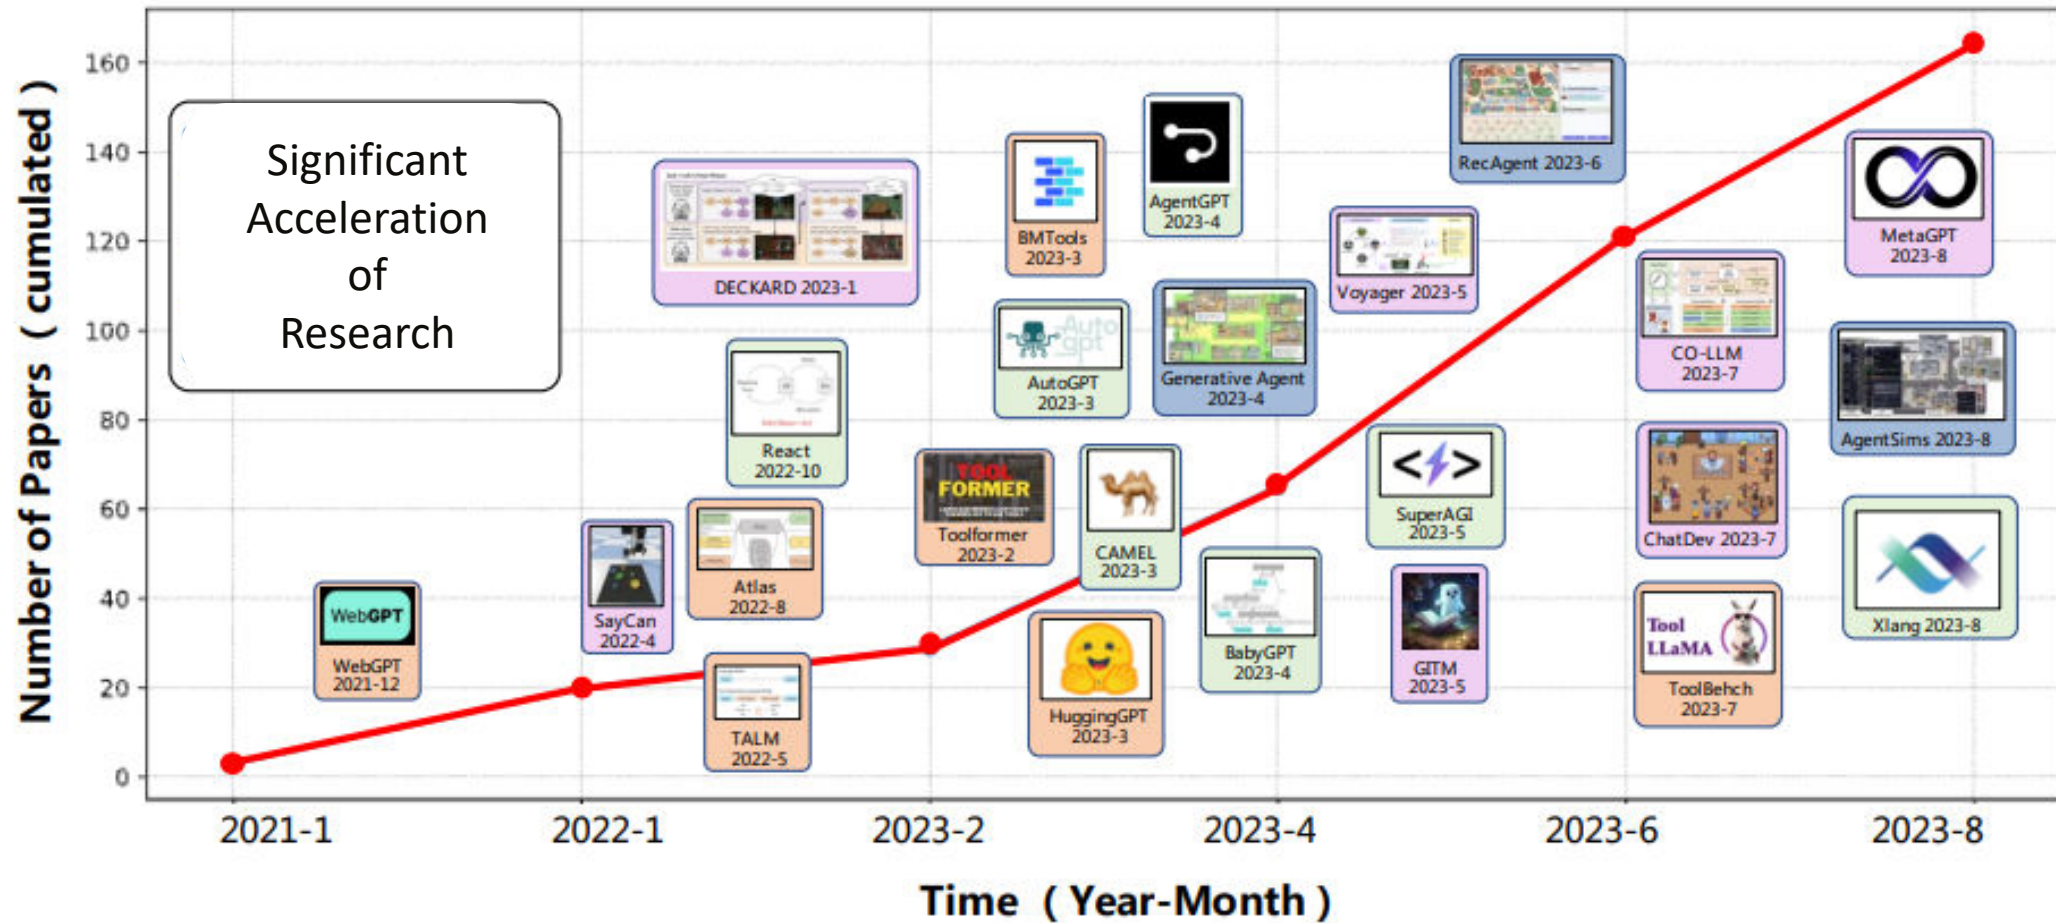 Number of Papers ( cumulated )
160
140
120
100
80
60
40
20
0
Significant
Acceleration
of
Research
WebGPT
WebGPT
2021-12
SayCan
2022-4
DECKARD 2023-1
React
2022-10
Atlas
2022-8
TALM
2022-5
BMTools
2023-3
Auto
gpt
AutoGPT
2023-3
TOOL
FORMER
Toolformer
2023-2
CAMEL
2023-3
HuggingGPT
2023-3
AgentGPT
2023-4
Generative Agent
2023-4
BabyGPT
2023-4
Voyager 2023-5
SuperAGI
2023-5
GITM
2023-5
RecAgent 2023-6
CO-LLM
2023-7
ChatDev 2023-7
Tool
LLaMA
ToolBehch
2023-7
MetaGPT
2023-8
AgentSims 2023-8
Xlang 2023-8
2021-1
2022-1
2023-2
2023-4
2023-6
2023-8
Time ( Year-Month )